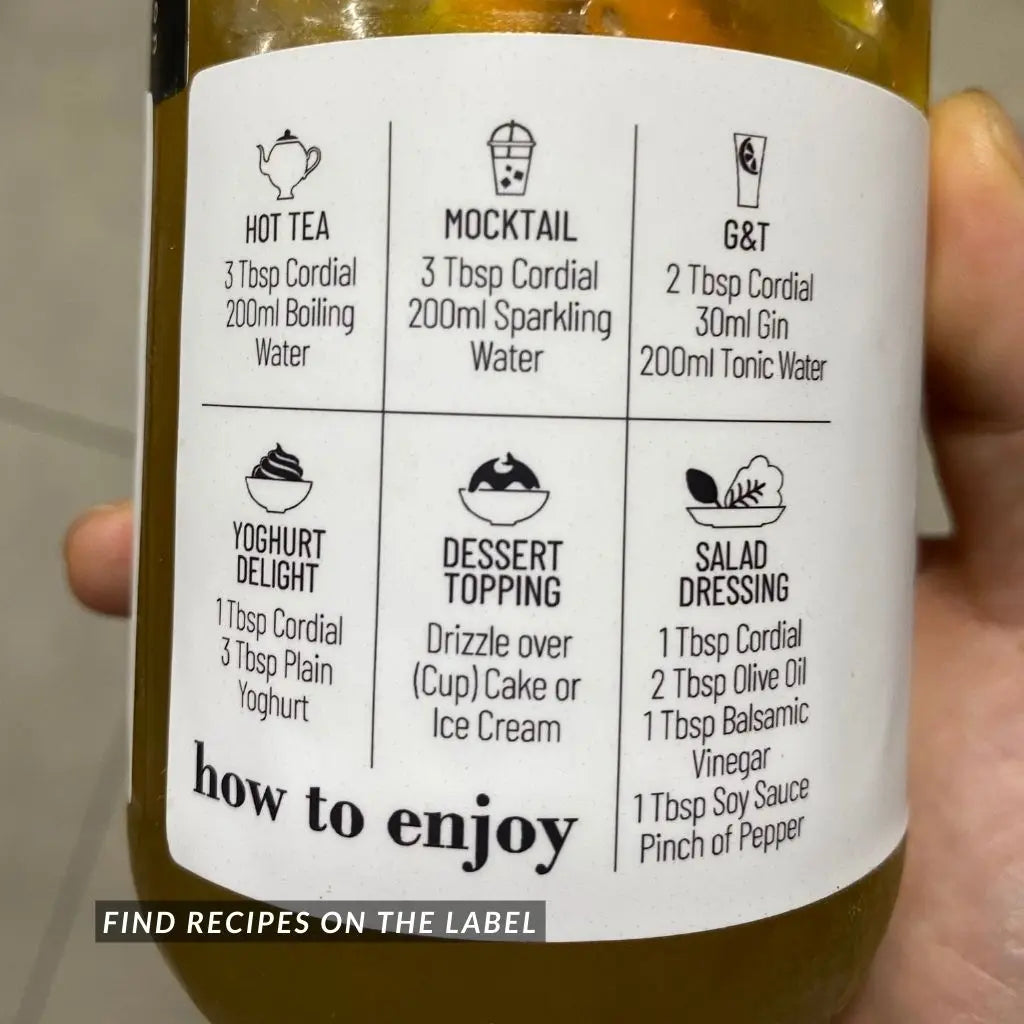 HOT TEA
3 Tbsp Cordial
200ml Boiling
Water
MOCKTAIL
3 Tbsp Cordial
200ml Sparkling
Water
G&T
2 Tbsp Cordial
30ml Gin
200ml Tonic Water
YOGHURT
DELIGHT
1 Tbsp Cordial
3 Tbsp Plain
Yoghurt
DESSERT
TOPPING
Drizzle over
(Cup) Cake or
Ice Cream
SALAD
DRESSING
1 Tbsp Cordial
2 Tbsp Olive Oil
1 Tbsp Balsamic
Vinegar
1 Tbsp Soy Sauce
Pinch of Pepper
how to enjoy
FIND RECIPES ON THE LABEL